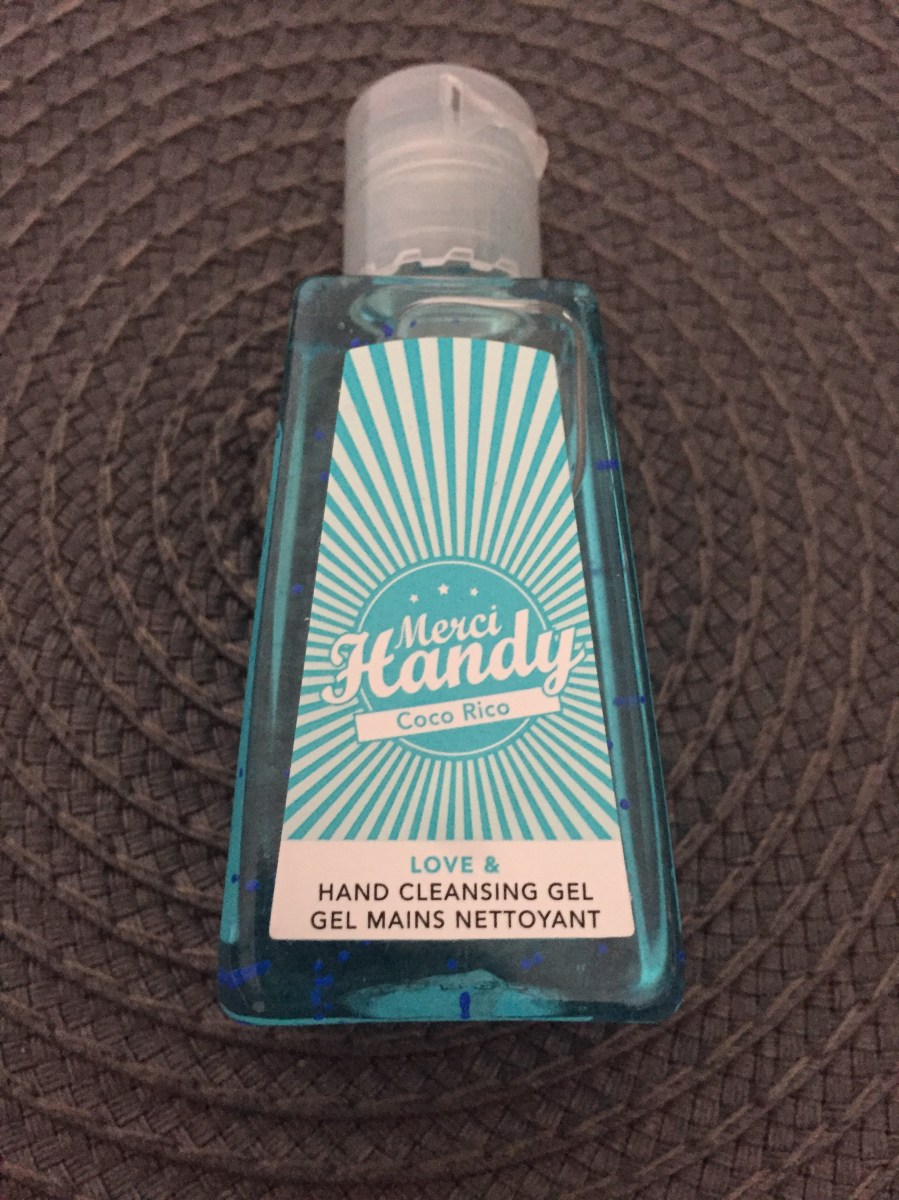 Merci
Handy
Coco Rico
LOVE &
HAND CLEANSING GEL
GEL MAINS NETTOYANT